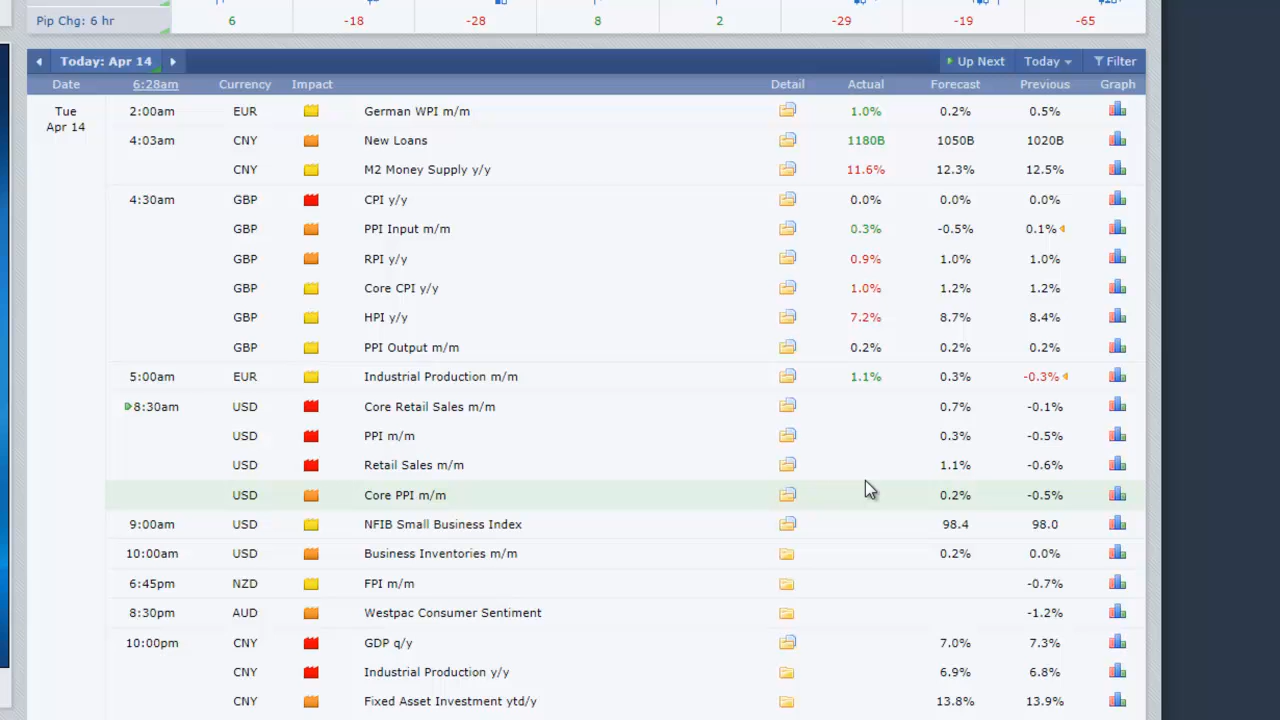 Pip Chg: 6 hr 6 -18 -28 8 2 -29 -19 -65
Today: Apr 14 Up Next Today Filter
Date 6:28am Currency Impact Detail Actual Forecast Previous Graph
Tue 2:00am EUR German WPI m/m 1.0% 0.2% 0.5%
Apr 14
4:03am CNY New Loans 1180B 1050B 1020B
CNY M2 Money Supply y/y 11.6% 12.3% 12.5%
4:30am GBP CPI y/y 0.0% 0.0% 0.0%
GBP PPI Input m/m 0.3% -0.5% 0.1%
GBP RPI y/y 0.9% 1.0% 1.0%
GBP Core CPI y/y 1.0% 1.2% 1.2%
GBP HPI y/y 7.2% 8.7% 8.4%
GBP PPI Output m/m 0.2% 0.2% 0.2%
5:00am EUR Industrial Production m/m 1.1% 0.3% -0.3%
8:30am USD Core Retail Sales m/m 0.7% -0.1%
USD PPI m/m 0.3% -0.5%
USD Retail Sales m/m 1.1% -0.6%
USD Core PPI m/m 0.2% -0.5%
9:00am USD NFIB Small Business Index 98.4 98.0
10:00am USD Business Inventories m/m 0.2% 0.0%
6:45pm NZD FPI m/m -0.7%
8:30pm AUD Westpac Consumer Sentiment -1.2%
10:00pm CNY GDP q/y 7.0% 7.3%
CNY Industrial Production y/y 6.9% 6.8%
CNY Fixed Asset Investment ytd/y 13.8% 13.9%